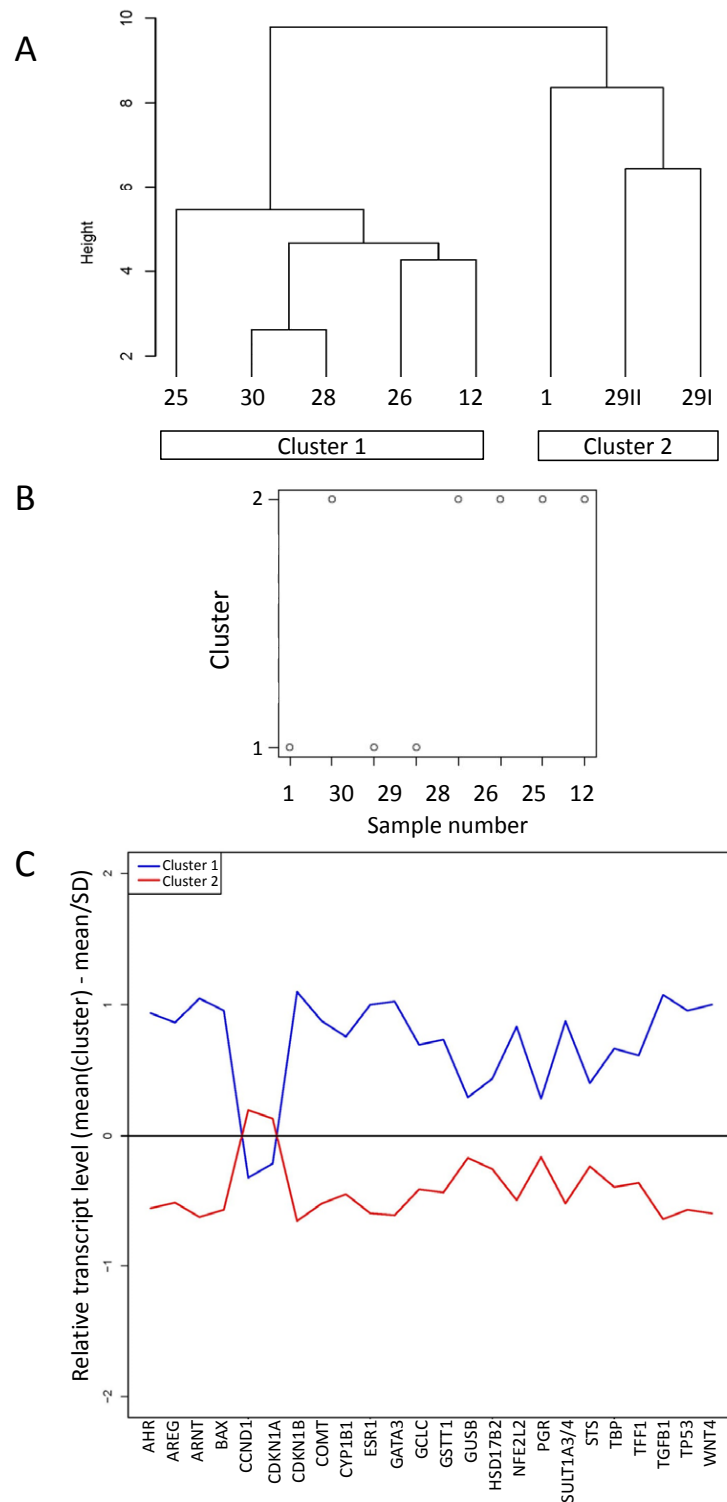 A
10
8
6
4
2
Height
25 30 28 26 12 1 29II 29I
Cluster 1 Cluster 2
B
2
1
Cluster
1 30 29 28 26 25 12
Sample number
C
Cluster 1
Cluster 2
2
1
0
-1
-2
Relative transcript level (mean(cluster) - mean/SD)
AHR
AREG
ARNT
BAX
CCND1
CDKN1A
CDKN1B
COMT
CYP1B1
ESR1
GATA3
GCLC
GSTT1
GUSB
HSD17B2
NFE2L2
PGR
SULT1A3/4
STS
TBP
TFF1
TGFB1
TP53
WNT4